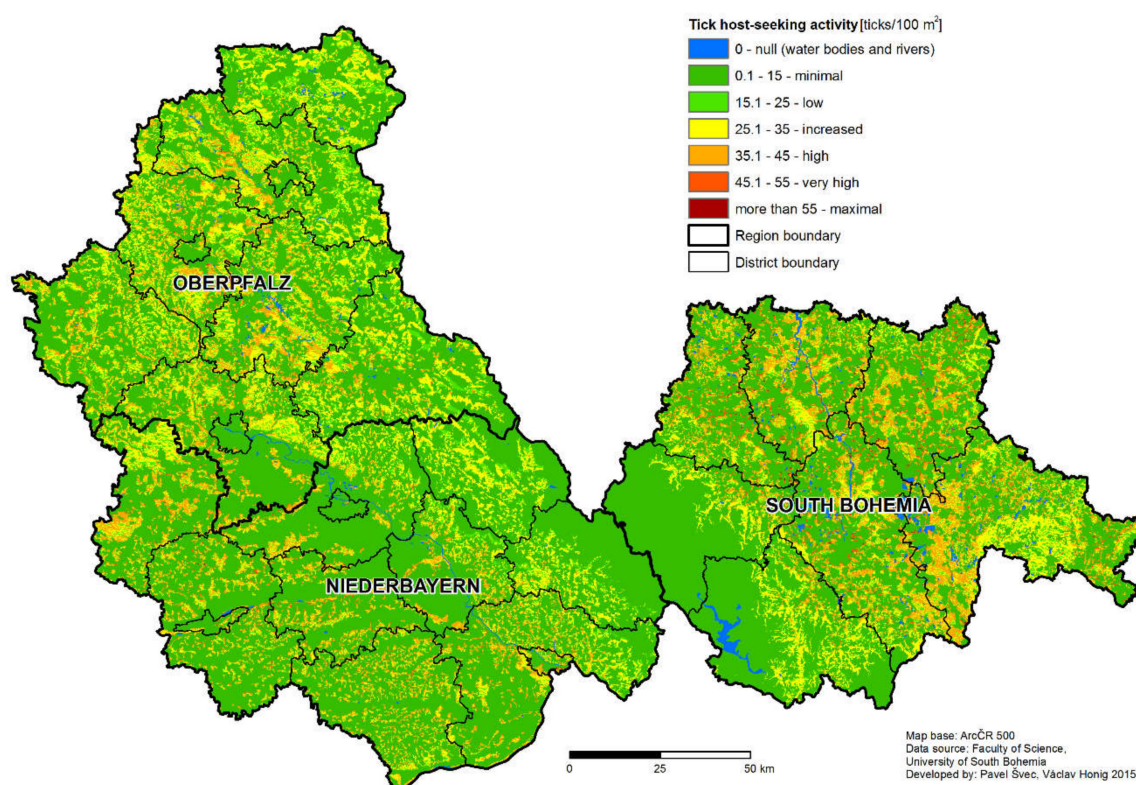 Tick host-seeking activity [ticks/100 m²]
0 - null (water bodies and rivers)
0.1 - 15 - minimal
15.1 - 25 - low
25.1 - 35 - increased
35.1 - 45 - high
45.1 - 55 - very high
more than 55 - maximal
Region boundary
District boundary
OBERPFALZ
SOUTH BOHEMIA
NIEDERBAYERN
0 25 50 km
Map base: ArcČR 500
Data source: Faculty of Science,
University of South Bohemia
Developed by: Pavel Švec, Václav Honig 2015